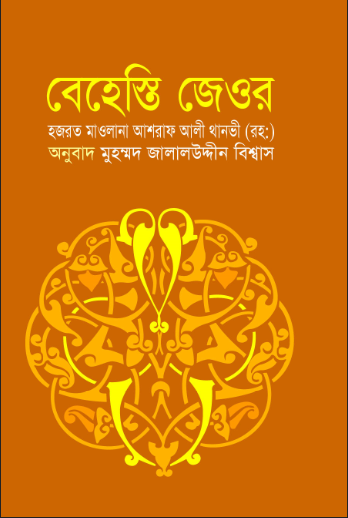 বেহেস্তি জেওর
হজরত মাওলানা আশরাফ আলী থানভী (রহ:)
অনুবাদ মুহম্মদ জালালউদ্দীন বিশ্বাস